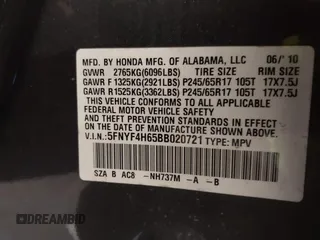 BY HONDA MFG. OF ALABAMA, LLC 06/'10
GVWR 2765KG(6096LBS) TIRE SIZE RIM SIZE
GAWR F 1325KG(2921LBS) P245/65R17 105T 17X7.5J
GAWR R 1525KG(3362LBS) P245/65R17 105T 17X7.5J
THIS VEHICLE CONFORMS TO ALL APPLICABLE
FEDERAL MOTOR VEHICLE SAFETY AND
THEFT PREVENTION STANDARDS IN EFFECT ON
THE DATE OF MANUFACTURE SHOWN ABOVE.
V.I.N.:5FNYF4H65BB020721 TYPE: MPV
SZA B AC8 -NH737M -A -B
DREAMBID